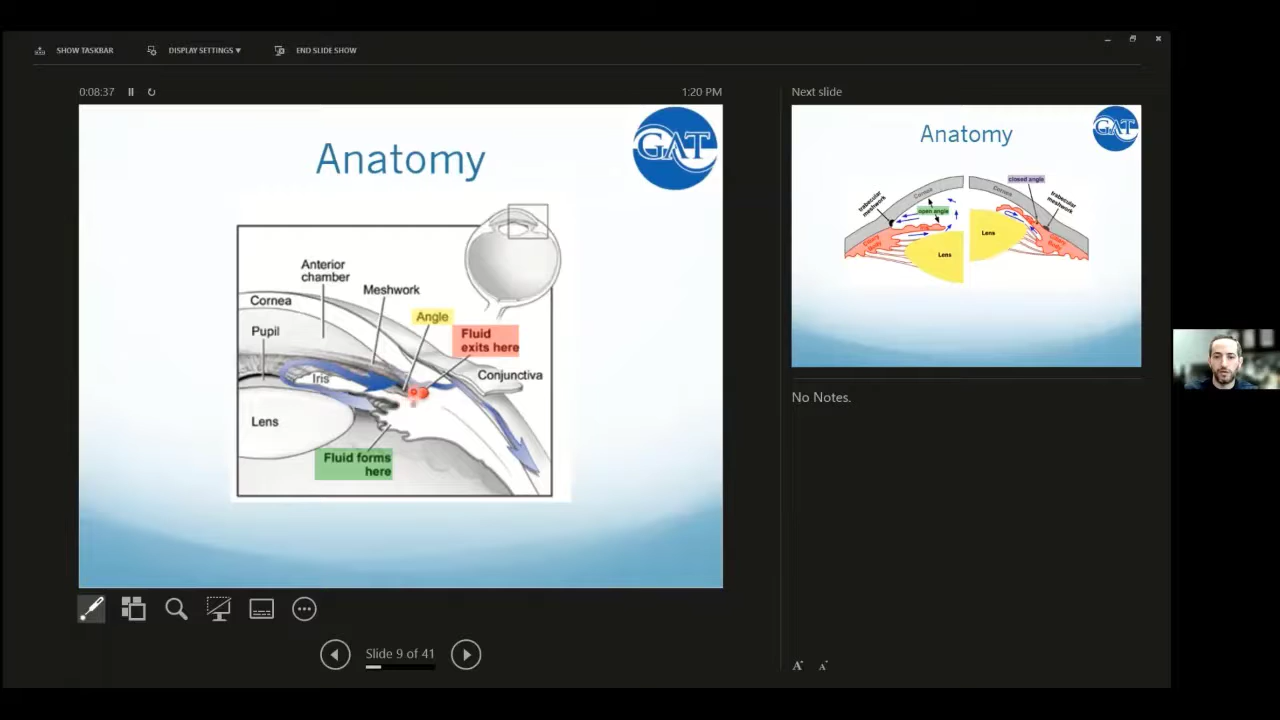 SHOW TASKBAR
DISPLAY SETTINGS ▾
END SLIDE SHOW
0:08:37
1:20 PM
GAT
Anatomy
Anterior
chamber
Meshwork
Cornea
Angle
Pupil
Fluid
exits here
Conjunctiva
Iris
Lens
Fluid forms
here
Slide 9 of 41
Next slide
GAT
Anatomy
closed angle
Cornea
Cornea
trabecular
meshwork
open angle
trabecular
meshwork
Lens
Lens
No Notes.
A
A